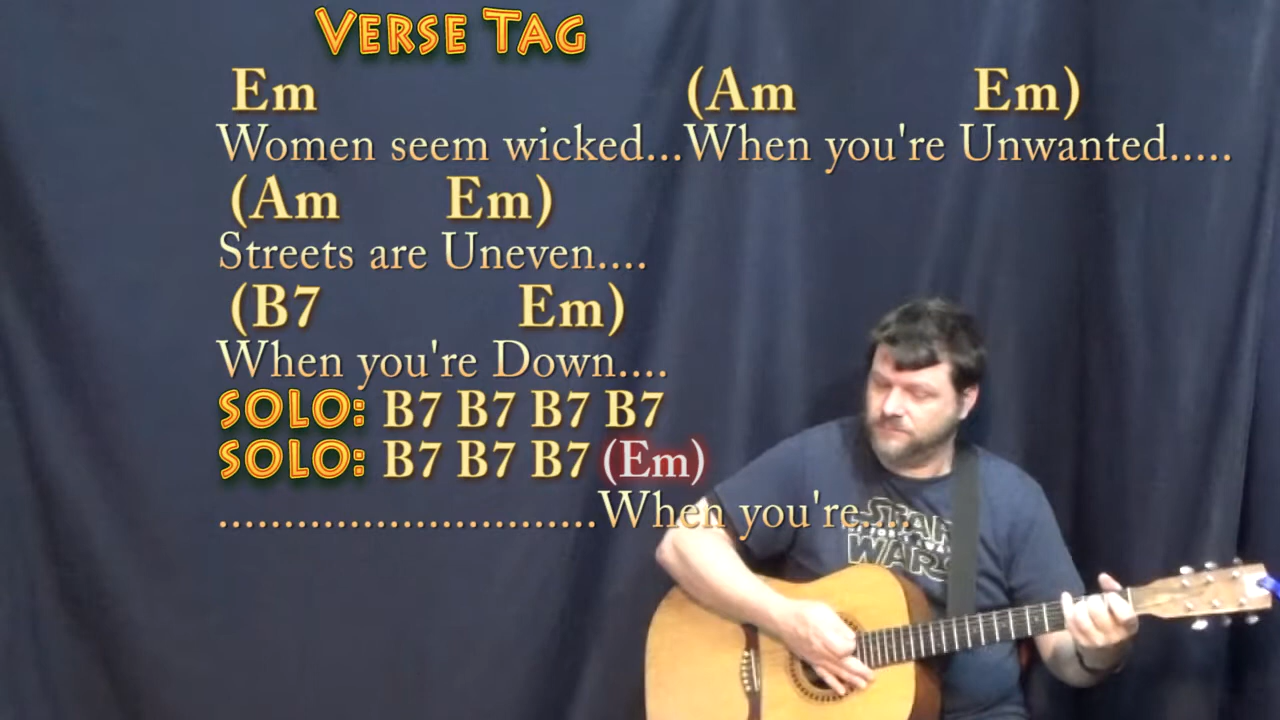 VERSE TAG
Em (Am Em)
Women seem wicked...When you're Unwanted.....
(Am Em)
Streets are Uneven....
(B7 Em)
When you're Down....
SOLO: B7 B7 B7 B7
SOLO: B7 B7 B7 (Em)
.............................When you're....
STAR
WARS